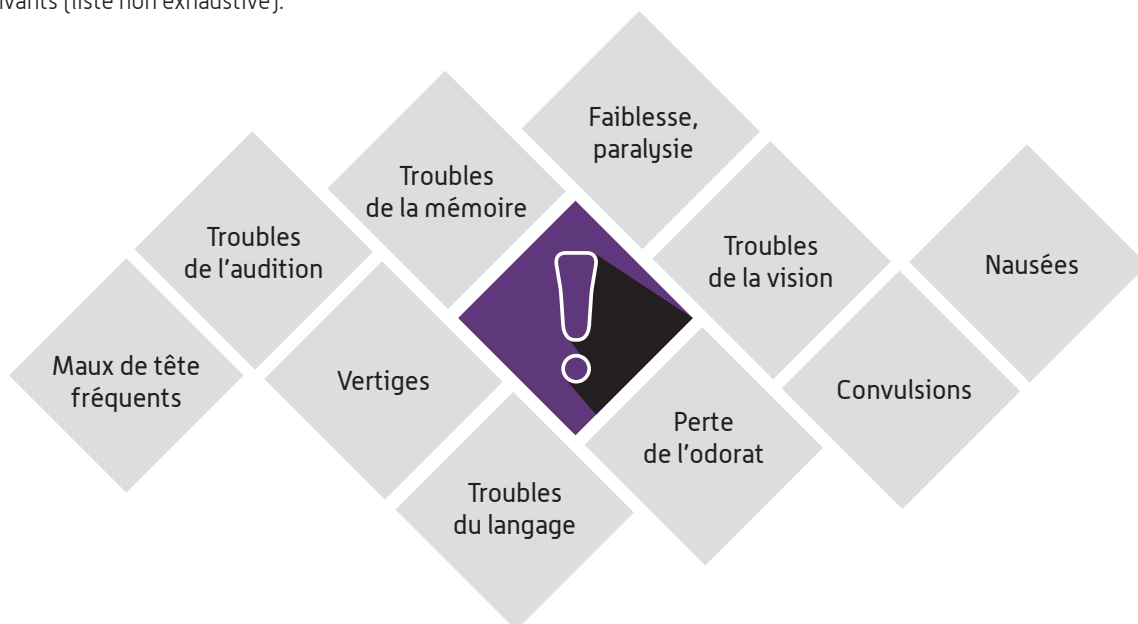 (liste non exhaustive).
Faiblesse,
paralysie
Troubles
de la mémoire
Troubles
de l'audition
Troubles
de la vision
Nausées
Maux de tête
fréquents
Vertiges
Convulsions
Perte
de l'odorat
Troubles
du langage